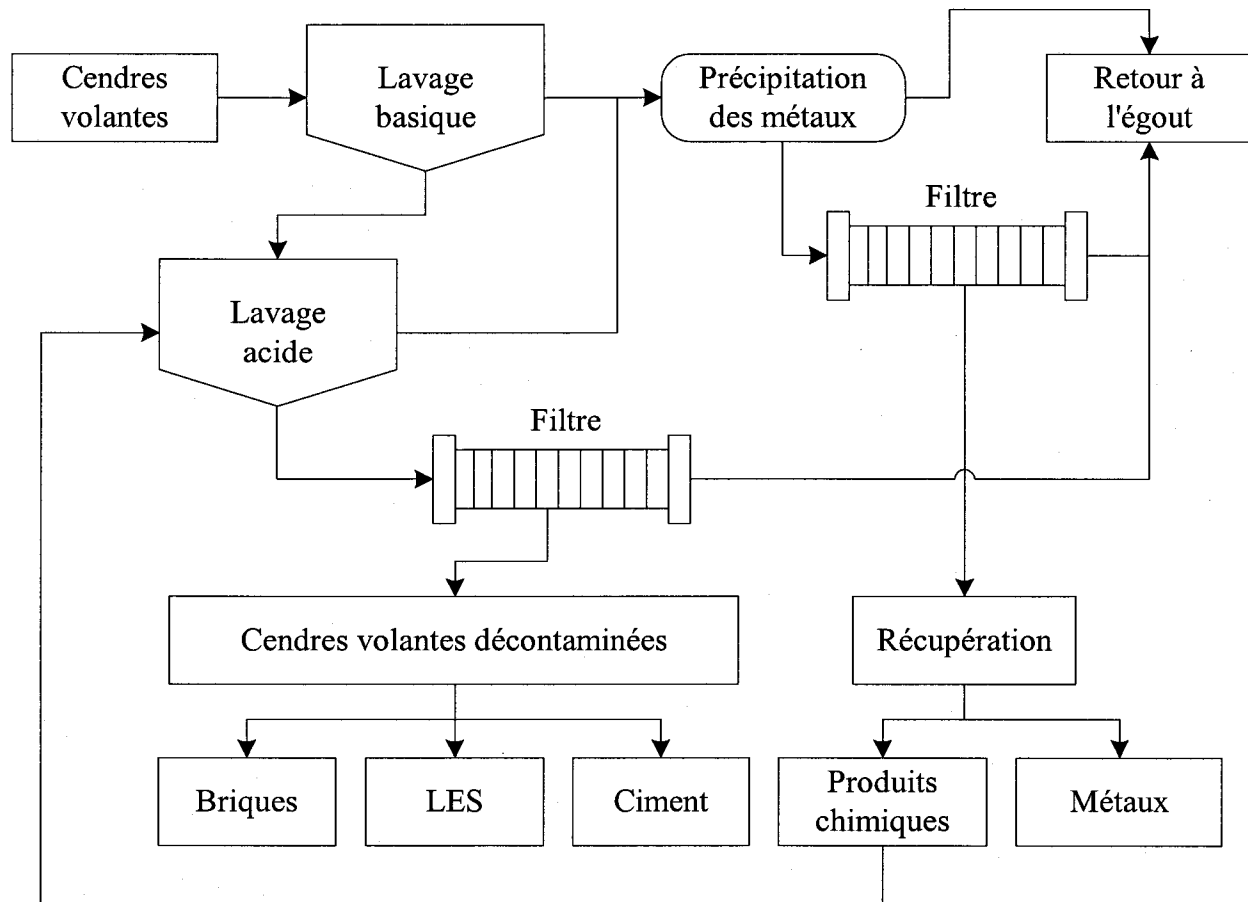 Cendres
volantes
Lavage
basique
Précipitation
des métaux
Retour à
l'égout
Filtre
Lavage
acide
Filtre
Cendres volantes décontaminées
Récupération
Briques
LES
Ciment
Produits
chimiques
Métaux